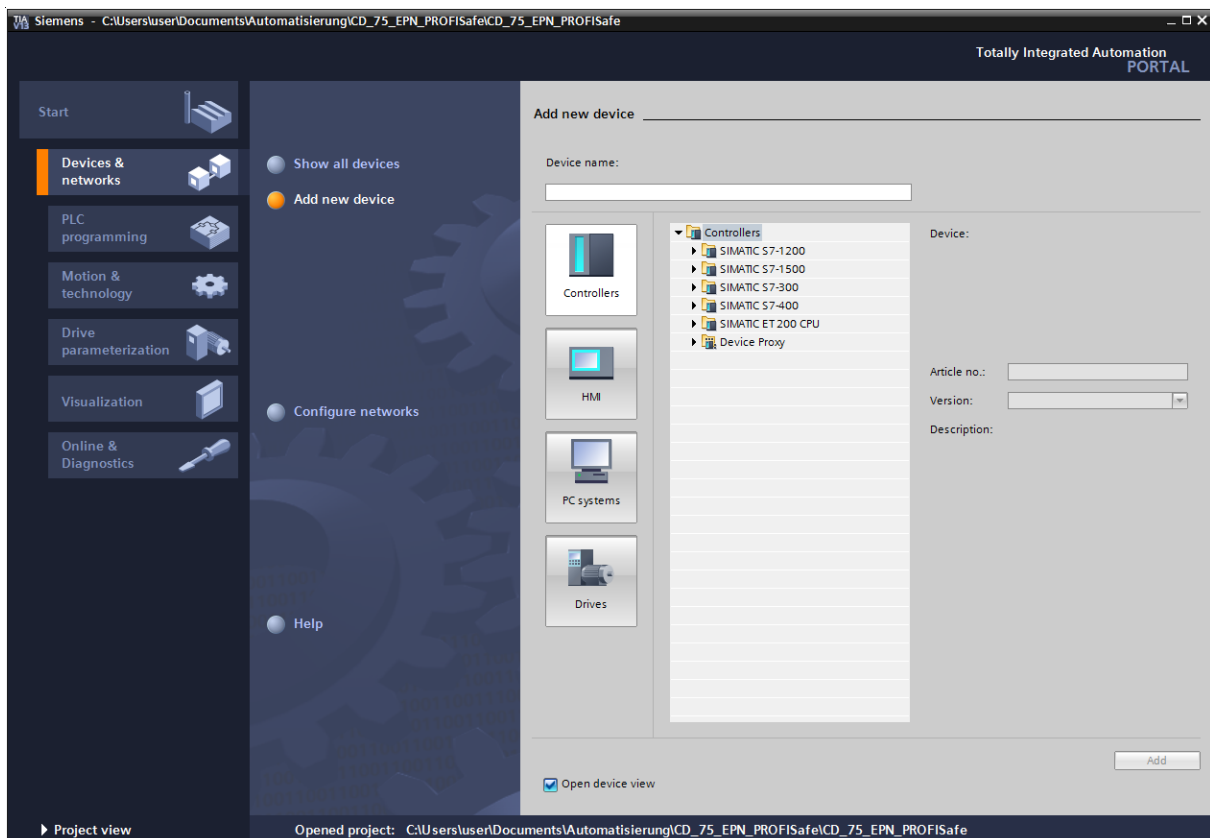 TIA V13 Siemens - C:\Users\user\Documents\Automatisierung\CD_75_EPN_PROFISafe\CD_75_EPN_PROFISafe
Totally Integrated Automation
PORTAL
Start
Devices &
networks
PLC
programming
Motion &
technology
Drive
parameterization
Visualization
Online &
Diagnostics
Show all devices
Add new device
Configure networks
Help
Add new device
Device name:
Controllers
HMI
PC systems
Drives
Controllers
SIMATIC S7-1200
SIMATIC S7-1500
SIMATIC S7-300
SIMATIC S7-400
SIMATIC ET 200 CPU
Device Proxy
Device:
Article no.:
Version:
Description:
Open device view
Add
Project view
Opened project: C:\Users\user\Documents\Automatisierung\CD_75_EPN_PROFISafe\CD_75_EPN_PROFISafe